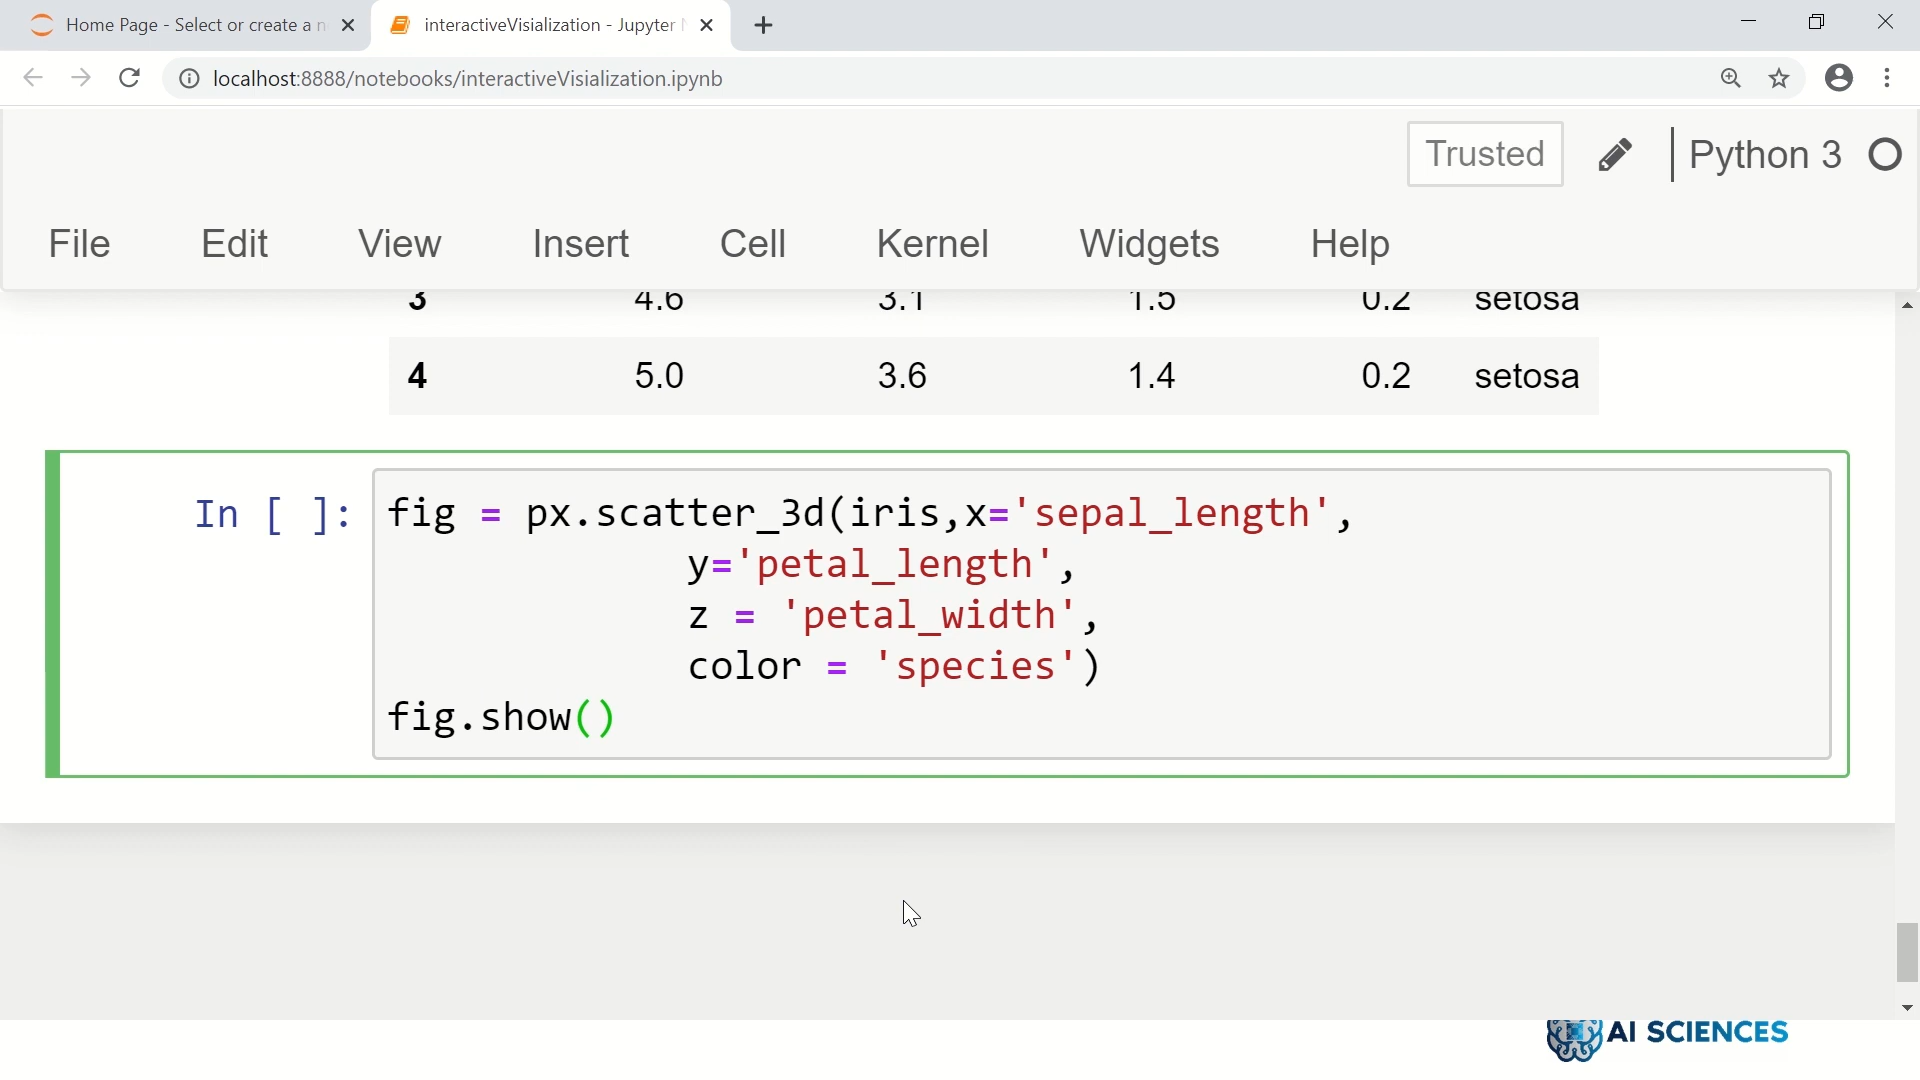 Home Page - Select or create a n
interactiveVisialization - Jupyter N
localhost:8888/notebooks/interactiveVisialization.ipynb
Trusted
Python 3
File Edit View Insert Cell Kernel Widgets Help
3 4.6 3.1 1.5 0.2 setosa
4 5.0 3.6 1.4 0.2 setosa
In [ ]: fig = px.scatter_3d(iris,x='sepal_length',
y='petal_length',
z = 'petal_width',
color = 'species')
fig.show()
AI SCIENCES